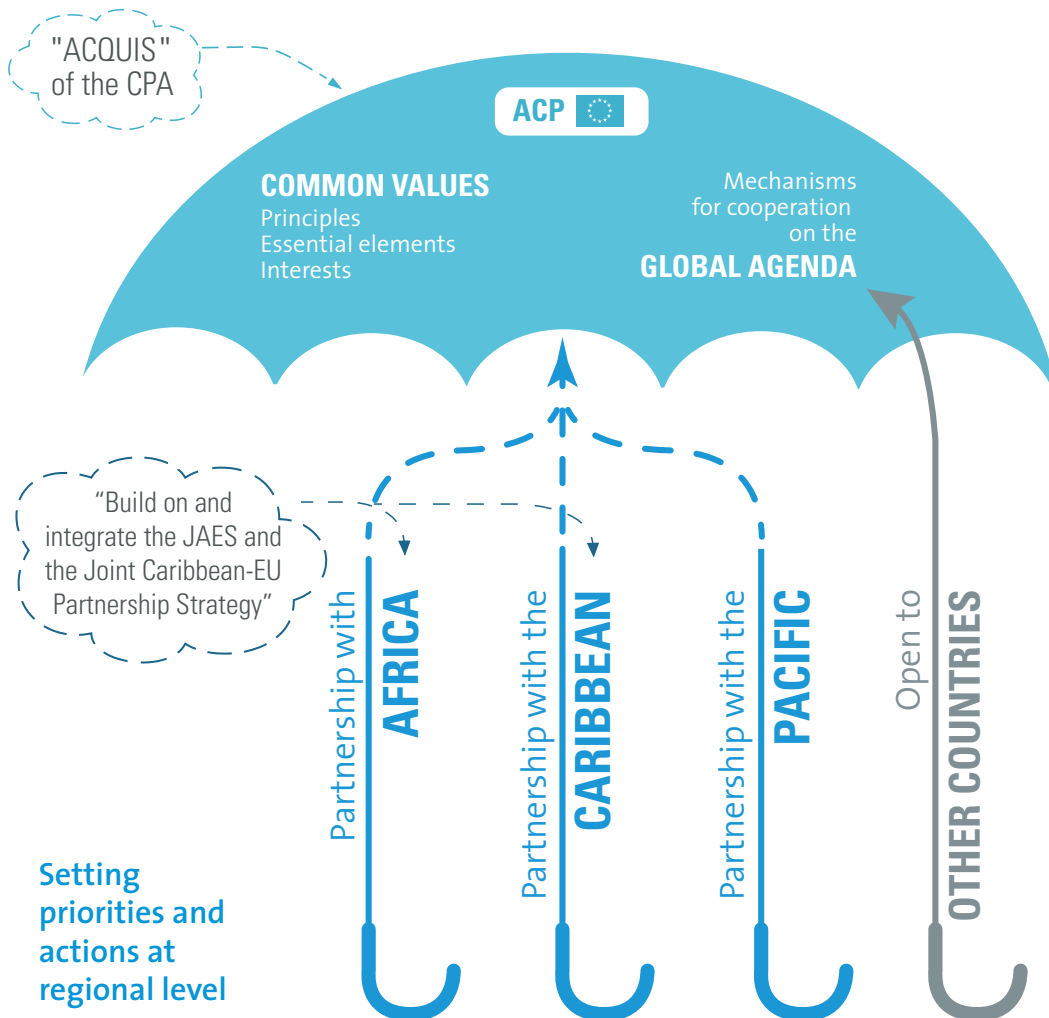 "ACQUIS"
of the CPA
ACP
COMMON VALUES
Principles
Essential elements
Interests
Mechanisms
for cooperation
on the
GLOBAL AGENDA
“Build on and
integrate the JAES and
the Joint Caribbean-EU
Partnership Strategy”
Partnership with
AFRICA
Partnership with the
CARIBBEAN
Partnership with the
PACIFIC
Open to
OTHER COUNTRIES
Setting
priorities and
actions at
regional level